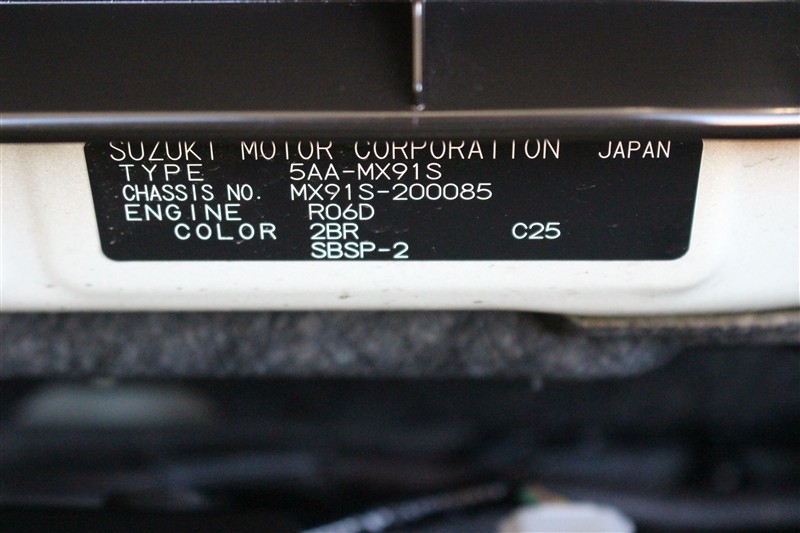 SUZUKI MOTOR CORPORATION JAPAN
TYPE 5AA-MX91S
CHASSIS NO. MX91S-200085
ENGINE R06D
COLOR 2BR C25
SBSP-2